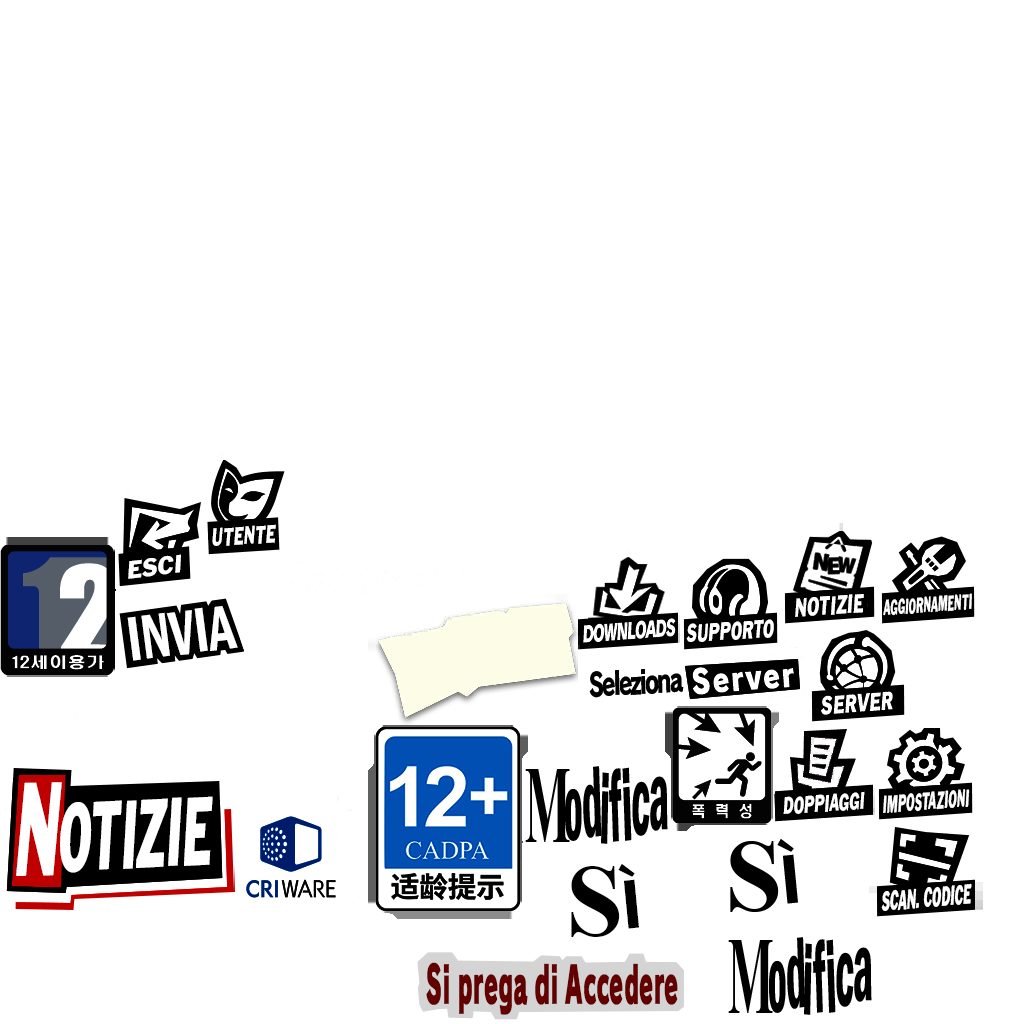 UTENTE
ESCI
12
12세이용가
INVIA
NEW
NOTIZIE
AGGIORNAMENTI
DOWNLOADS
SUPPORTO
Seleziona Server
SERVER
NOTIZIE
CRIWARE
12+
CADPA
适龄提示
Modifica
폭력성
DOPPIAGGI
IMPOSTAZIONI
Sì
Sì
SCAN. CODICE
Si prega di Accedere
Modifica